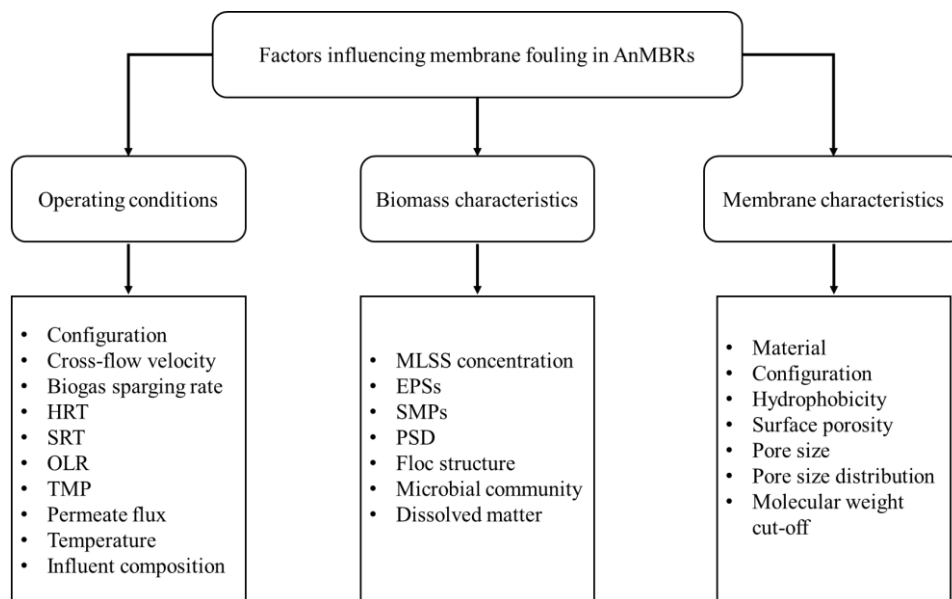 Factors influencing membrane fouling in AnMBRs
Operating conditions
Biomass characteristics
Membrane characteristics
• Configuration
• Cross-flow velocity
• Biogas sparging rate
• HRT
• SRT
• OLR
• TMP
• Permeate flux
• Temperature
• Influent composition
• MLSS concentration
• EPSs
• SMPs
• PSD
• Floc structure
• Microbial community
• Dissolved matter
• Material
• Configuration
• Hydrophobicity
• Surface porosity
• Pore size
• Pore size distribution
• Molecular weight
cut-off